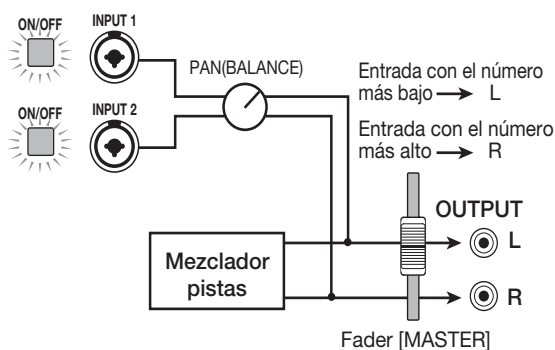 ON/OFF
INPUT 1
PAN(BALANCE)
Entrada con el número
más bajo → L
ON/OFF
INPUT 2
Entrada con el número
más alto → R
OUTPUT
L
Mezclador
pistas
R
Fader [MASTER]